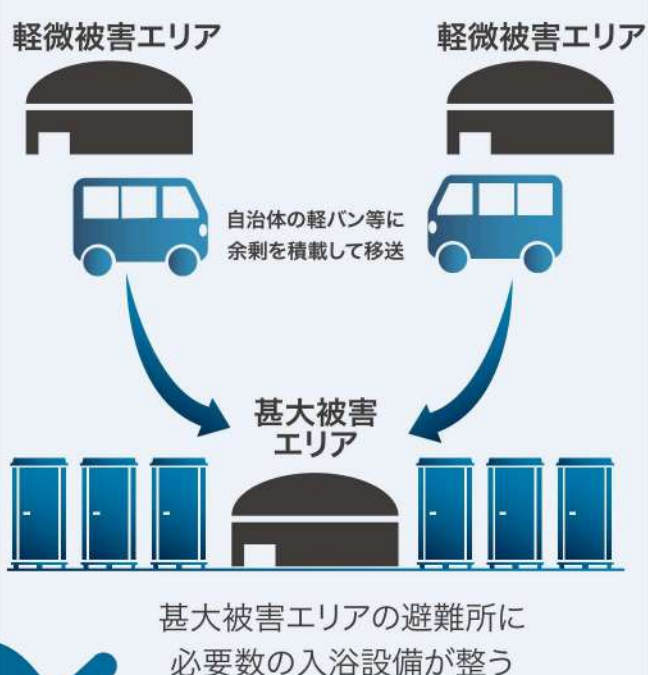 軽微被害エリア
軽微被害エリア
自治体の軽バン等に
余剰を積載して移送
甚大被害
エリア
甚大被害エリアの避難所に
必要数の入浴設備が整う